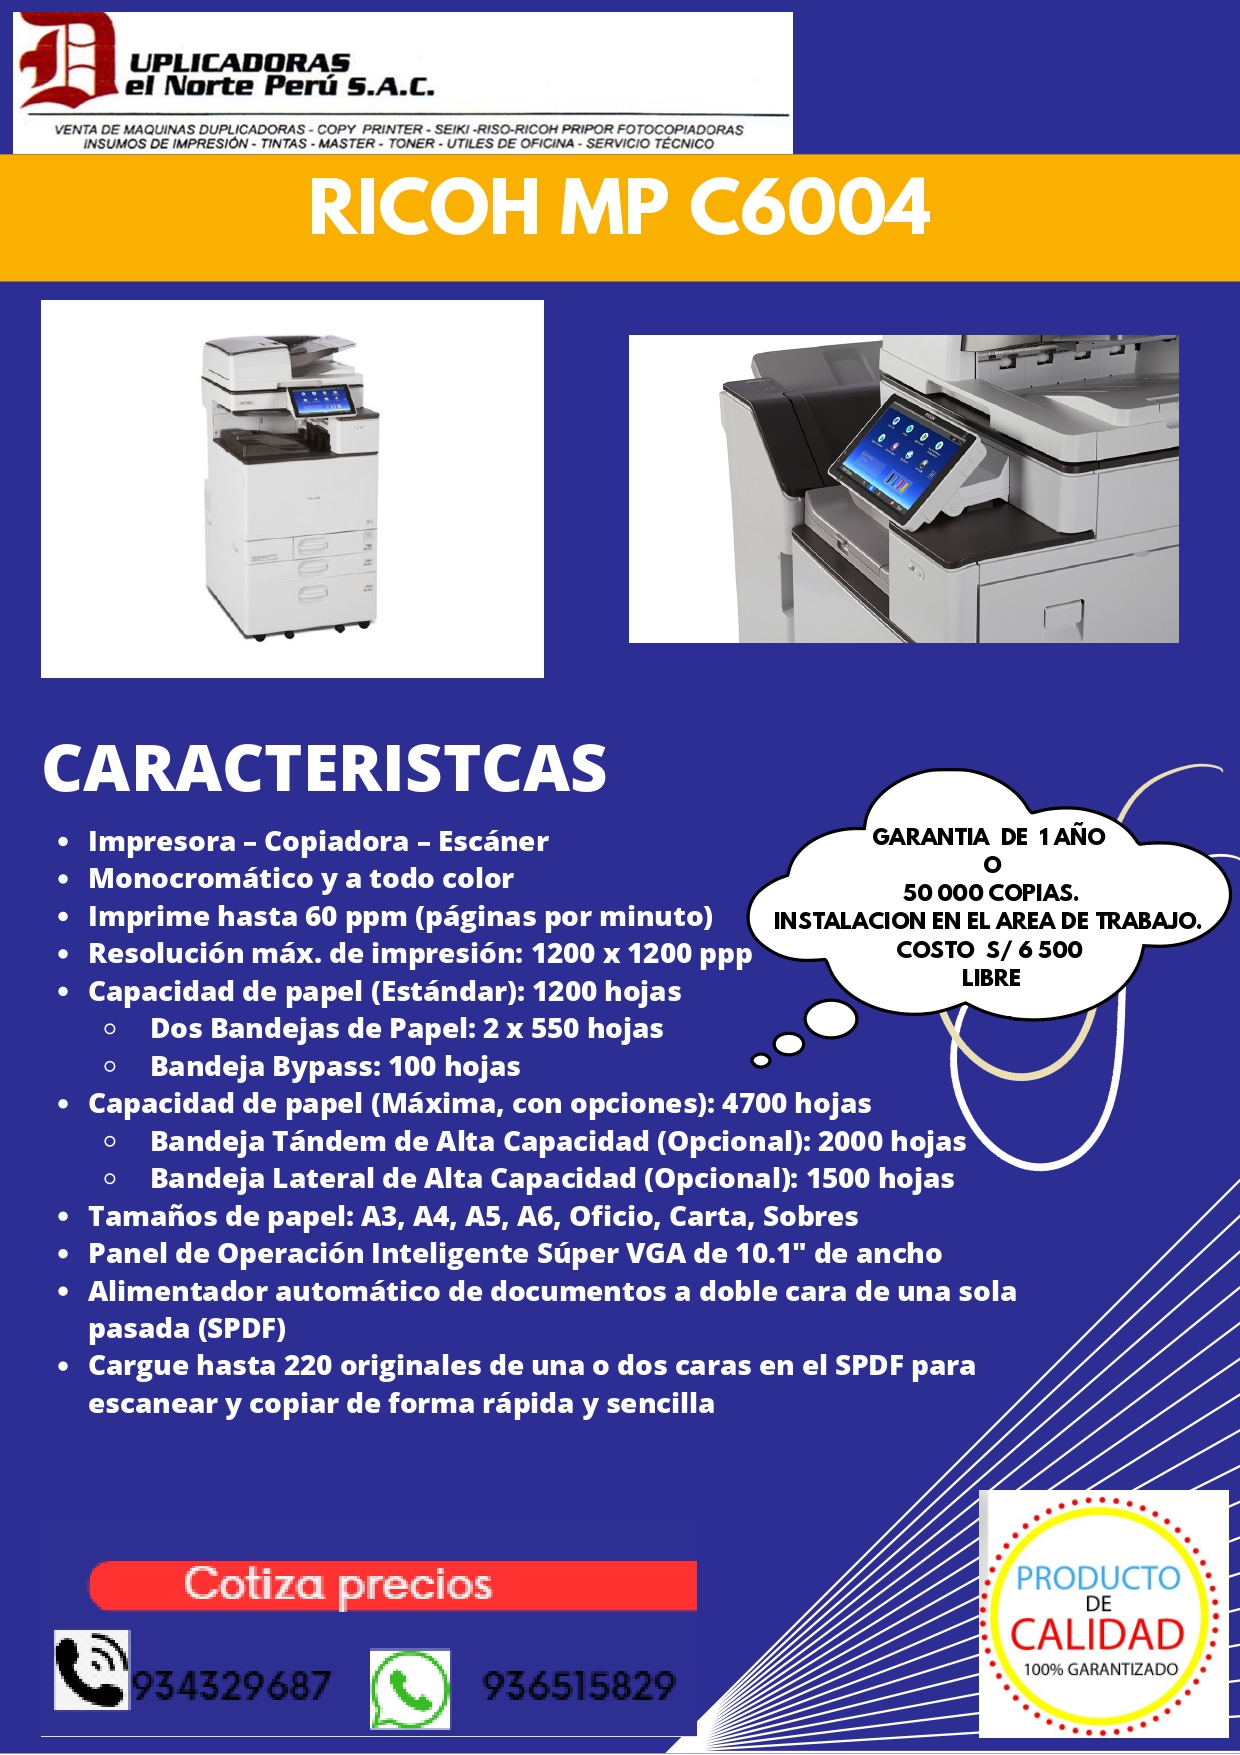 DUPLICADORAS
el Norte Perú S.A.C.
VENTA DE MAQUINAS DUPLICADORAS - COPY PRINTER - SEIKI -RISO-RICOH PRIPOR FOTOCOPIADORAS
INSUMOS DE IMPRESIÓN - TINTAS - MASTER - TONER - UTILES DE OFICINA - SERVICIO TÉCNICO
RICOH MP C6004
CARACTERISTCAS
• Impresora – Copiadora – Escáner
• Monocromático y a todo color
• Imprime hasta 60 ppm (páginas por minuto)
• Resolución máx. de impresión: 1200 x 1200 ppp
• Capacidad de papel (Estándar): 1200 hojas
◦ Dos Bandejas de Papel: 2 x 550 hojas
◦ Bandeja Bypass: 100 hojas
• Capacidad de papel (Máxima, con opciones): 4700 hojas
◦ Bandeja Tándem de Alta Capacidad (Opcional): 2000 hojas
◦ Bandeja Lateral de Alta Capacidad (Opcional): 1500 hojas
• Tamaños de papel: A3, A4, A5, A6, Oficio, Carta, Sobres
• Panel de Operación Inteligente Súper VGA de 10.1" de ancho
• Alimentador automático de documentos a doble cara de una sola
pasada (SPDF)
• Cargue hasta 220 originales de una o dos caras en el SPDF para
escanear y copiar de forma rápida y sencilla
GARANTIA DE 1 AÑO
O
50 000 COPIAS.
INSTALACION EN EL AREA DE TRABAJO.
COSTO S/ 6 500
LIBRE
Cotiza precios
934329687
936515829
PRODUCTO
DE
CALIDAD
100% GARANTIZADO